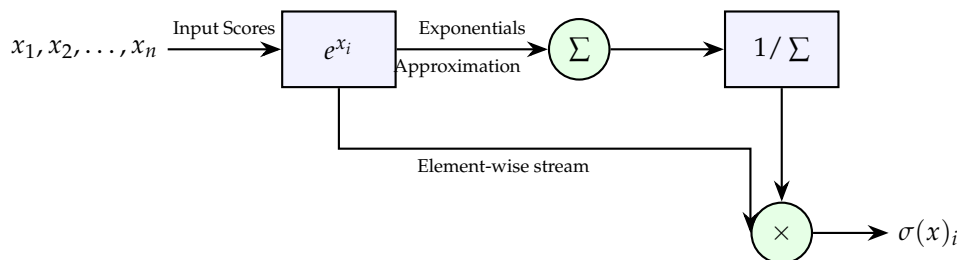 x₁, x₂, . . . , xₙ
Input Scores
e^{xᵢ}
Exponentials
Approximation
Σ
1/ Σ
Element-wise stream
×
σ(x)ᵢ